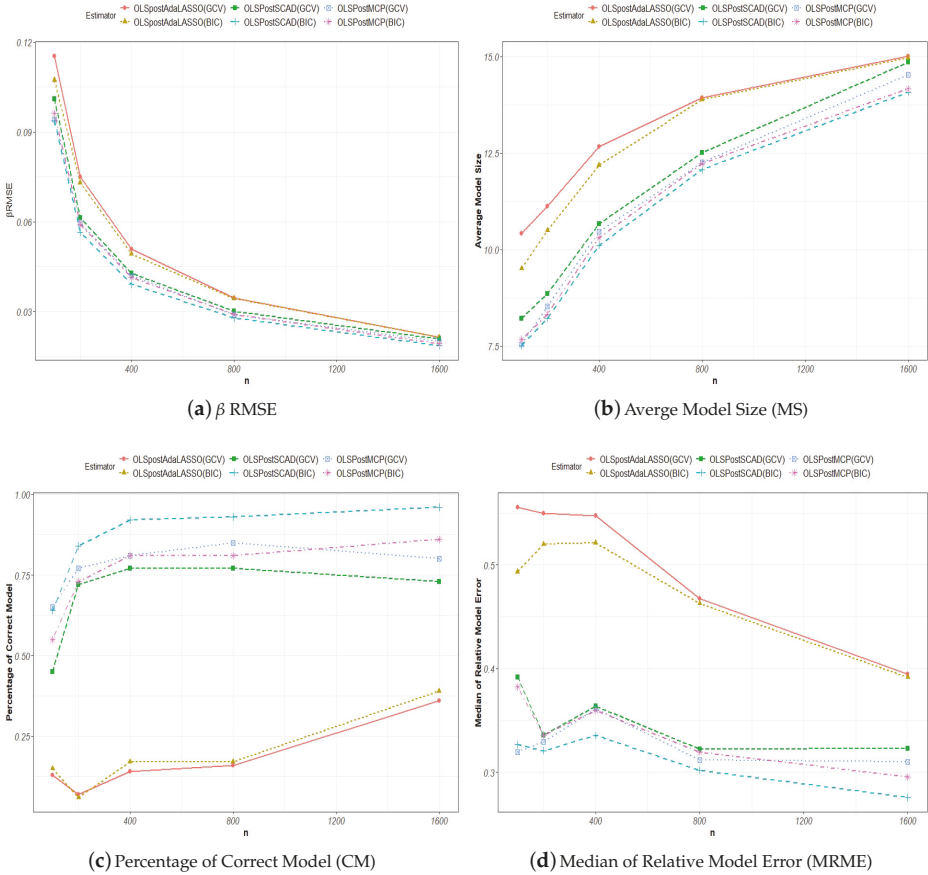 Estimator
OLSpostAdaLASSO(GCV) OLSPostSCAD(GCV) OLSPostMCP(GCV)
OLSpostAdaLASSO(BIC) OLSPostSCAD(BIC) OLSPostMCP(BIC)
0.12
0.09
0.06
0.03
βRMSE
400 800 1200 1600
n
(a) β RMSE
Estimator
OLSpostAdaLASSO(GCV) OLSPostSCAD(GCV) OLSPostMCP(GCV)
OLSpostAdaLASSO(BIC) OLSPostSCAD(BIC) OLSPostMCP(BIC)
15.0
12.5
10.0
7.5
Average Model Size
400 800 1200 1600
n
(b) Averge Model Size (MS)
Estimator
OLSpostAdaLASSO(GCV) OLSPostSCAD(GCV) OLSPostMCP(GCV)
OLSpostAdaLASSO(BIC) OLSPostSCAD(BIC) OLSPostMCP(BIC)
1.00
0.75
0.50
0.25
Percentage of Correct Model
400 800 1200 1600
n
(c) Percentage of Correct Model (CM)
Estimator
OLSpostAdaLASSO(GCV) OLSPostSCAD(GCV) OLSPostMCP(GCV)
OLSpostAdaLASSO(BIC) OLSPostSCAD(BIC) OLSPostMCP(BIC)
0.5
0.4
0.3
Median of Relative Model Error
400 800 1200 1600
n
(d) Median of Relative Model Error (MRME)